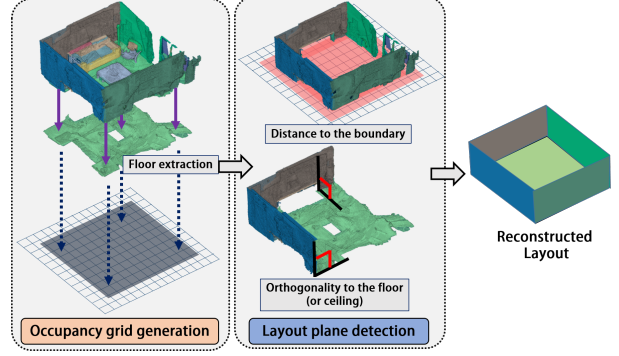 Floor extraction
Occupancy grid generation
Distance to the boundary
Orthogonality to the floor
(or ceiling)
Layout plane detection
Reconstructed
Layout